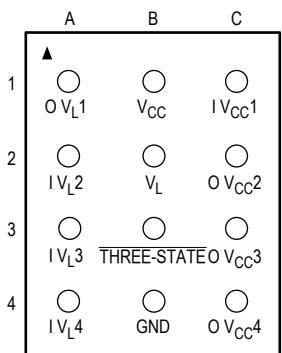 A B C
1
O VL1 VCC I VCC1
2
I VL2 VL O VCC2
3
I VL3 THREE-STATE O VCC3
4
I VL4 GND O VCC4